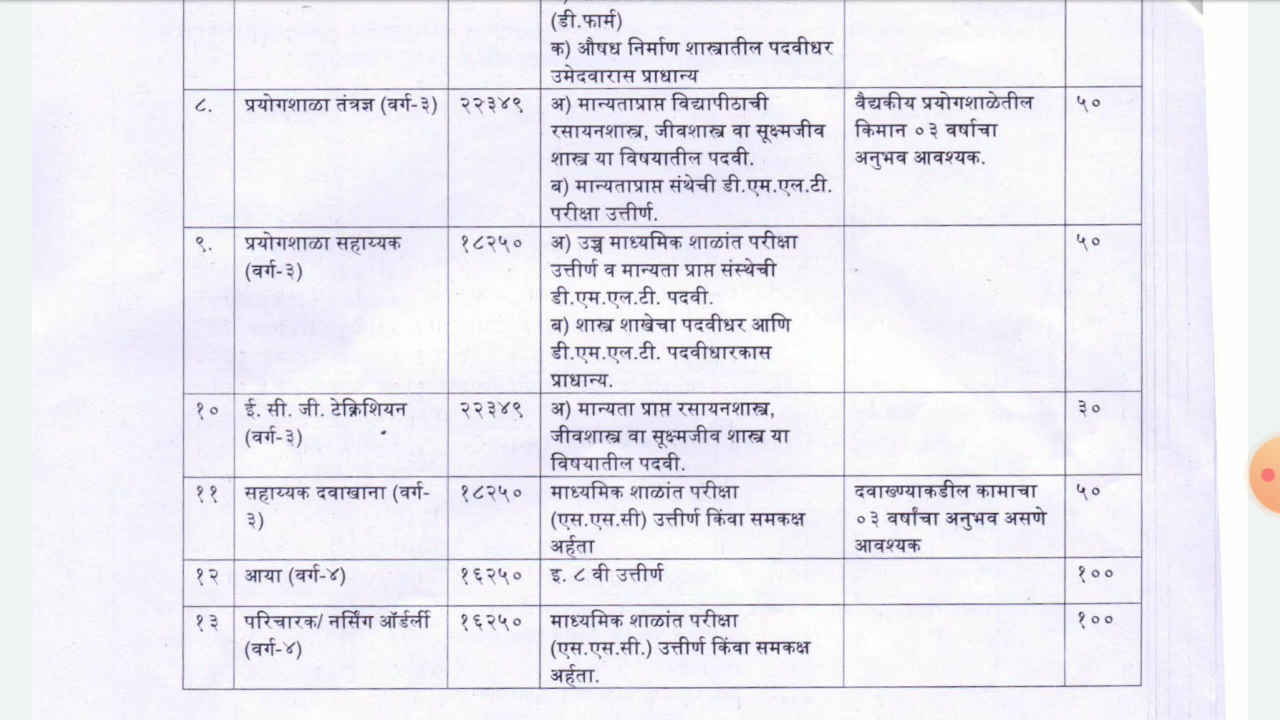 (डी.फार्म)
क) औषध निर्माण शास्त्रातील पदवीधर
उमेदवारास प्राधान्य
८. प्रयोगशाळा तंत्रज्ञ (वर्ग-३) २२३४९ अ) मान्यताप्राप्त विद्यापीठाची वैद्यकीय प्रयोगशाळेतील ५०
रसायनशास्त्र, जीवशास्त्र वा सूक्ष्मजीव किमान ०३ वर्षाचा
शास्त्र या विषयातील पदवी. अनुभव आवश्यक.
ब) मान्यताप्राप्त संथेची डी.एम.एल.टी.
परीक्षा उत्तीर्ण.
९. प्रयोगशाळा सहाय्यक १८२५० अ) उच्च माध्यमिक शाळांत परीक्षा ५०
(वर्ग-३) उत्तीर्ण व मान्यता प्राप्त संस्थेची
डी.एम.एल.टी. पदवी.
ब) शास्त्र शाखेचा पदवीधर आणि
डी.एम.एल.टी. पदवीधारकास
प्राधान्य.
१० ई. सी. जी. टेक्निशियन २२३४९ अ) मान्यता प्राप्त रसायनशास्त्र, ३०
(वर्ग-३) जीवशास्त्र वा सूक्ष्मजीव शास्त्र या
विषयातील पदवी.
११ सहाय्यक दवाखाना (वर्ग- १८२५० माध्यमिक शाळांत परीक्षा दवाखण्याकडील कामाचा ५०
३) (एस.एस.सी) उत्तीर्ण किंवा समकक्ष ०३ वर्षांचा अनुभव असणे
अर्हता आवश्यक
१२ आया (वर्ग-४) १६२५० इ. ८ वी उत्तीर्ण १००
१३ परिचारक/ नर्सिंग ऑर्डर्ली १६२५० माध्यमिक शाळांत परीक्षा १००
(वर्ग-४) (एस.एस.सी.) उत्तीर्ण किंवा समकक्ष
अर्हता.